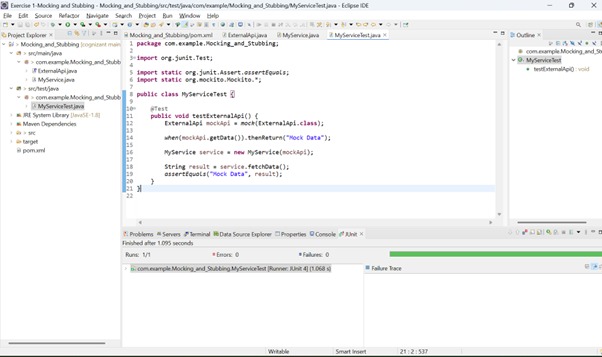 Exercise 1-Mocking and Stubbing - Mocking_an_Stubbing/src/test/java/com/example/Mocking_and_Stubbing/MyServiceTest.java - Eclipse IDE
File Edit Source Refactor Navigate Search Project Run Window Help
Project Explorer
Mocking_an_Stubbing [cognizant main
src/main/java
com.example.Mocking_and_Stubb
ExternalApi.java
MyService.java
src/test/java
com.example.Mocking_and_Stubb
MyServiceTest.java
JRE System Library [JavaSE-1.8]
Maven Dependencies
src
target
pom.xml
Mocking_an_Stubbing/pom.xml
ExternalApi.java
MyService.java
MyServiceTest.java
1 package com.example.Mocking_and_Stubbing;
2
3 import org.junit.Test;
4
5 import static org.junit.Assert.assertEquals;
6 import static org.mockito.Mockito.*;
7
8 public class MyServiceTest {
9
10 @Test
11 public void testExternalApi() {
12 ExternalApi mockApi = mock(ExternalApi.class);
13
14 when(mockApi.getData()).thenReturn("Mock Data");
15
16 MyService service = new MyService(mockApi);
17
18 String result = service.fetchData();
19 assertEquals("Mock Data", result);
20 }
21 }
22
Outline
com.example.Mocking_and_St
MyServiceTest
testExternalApi() : void
Problems Servers Terminal Data Source Explorer Properties Console JUnit
Finished after 1.095 seconds
Runs: 1/1 Errors: 0 Failures: 0
com.example.Mocking_and_Stubbing.MyServiceTest [Runner: JUnit 4] (1.068 s)
Failure Trace
Writable Smart Insert 21 : 2 : 537